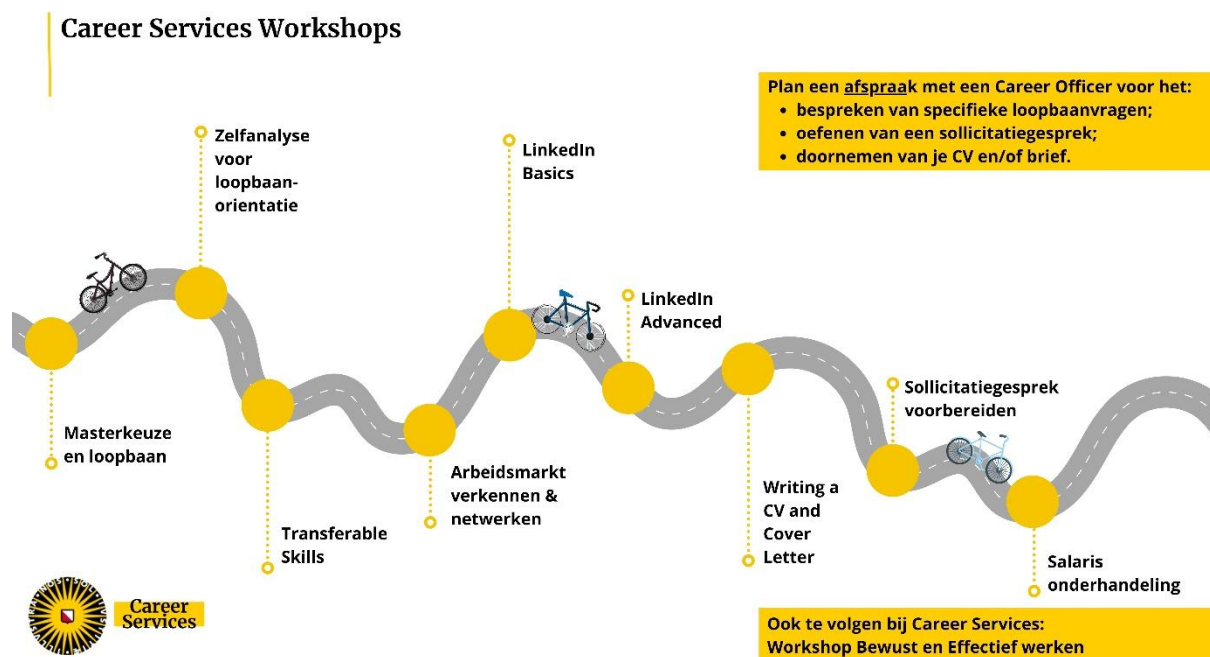 Career Services Workshops
Plan een afspraak met een Career Officer voor het:
• bespreken van specifieke loopbaanvragen;
• oefenen van een sollicitatiegesprek;
• doornemen van je CV en/of brief.
Zelfanalyse
voor
loopbaan-
orientatie
LinkedIn
Basics
LinkedIn
Advanced
Sollicitatiegesprek
voorbereiden
Masterkeuze
en loopbaan
Transferable
Skills
Arbeidsmarkt
verkennen &
netwerken
Writing a
CV and
Cover
Letter
Salaris
onderhandeling
Career
Services
Ook te volgen bij Career Services:
Workshop Bewust en Effectief werken